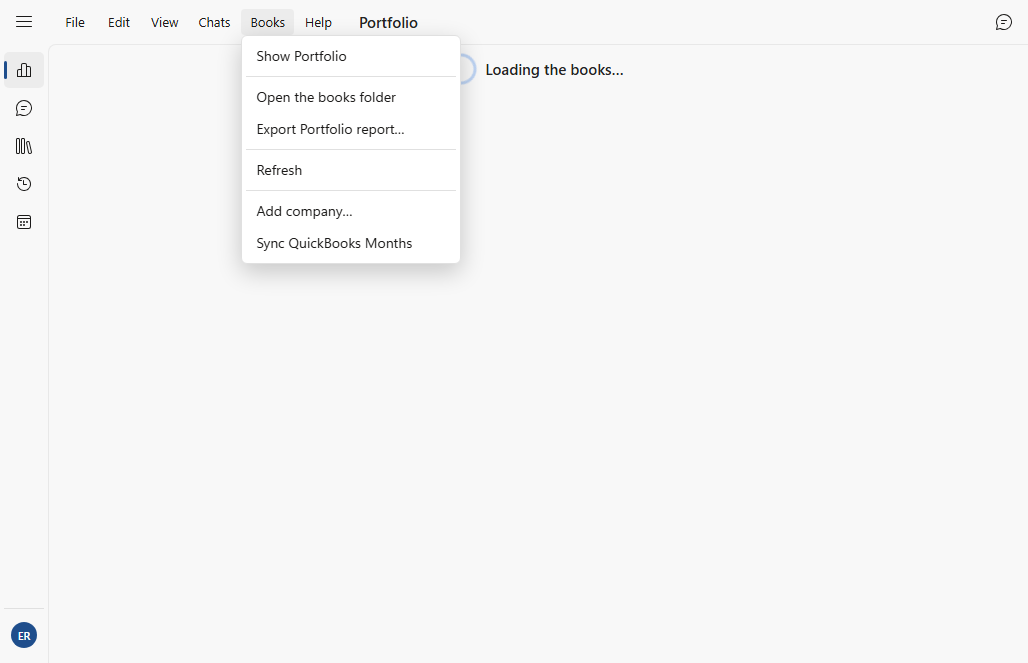 File Edit View Chats Books Help Portfolio
Show Portfolio
Loading the books...
Open the books folder
Export Portfolio report...
Refresh
Add company...
Sync QuickBooks Months
ER